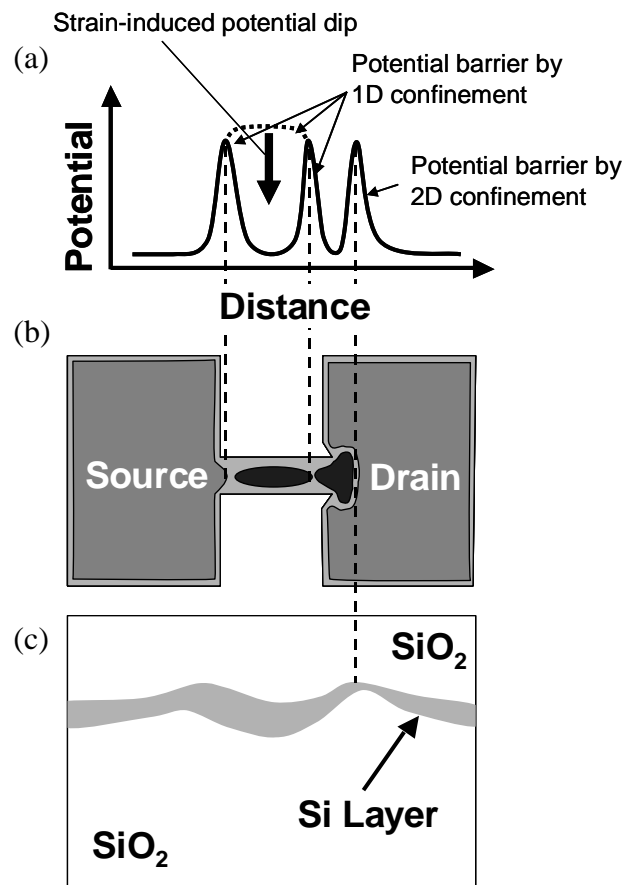 Strain-induced potential dip
(a)
Potential barrier by
1D confinement
Potential barrier by
2D confinement
Potential
Distance
(b)
Source
Drain
(c)
SiO₂
Si Layer
SiO₂